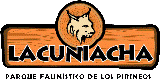 LACUNIACHA
PARQUE FAUNÍSTICO DE LOS PIRINEOS